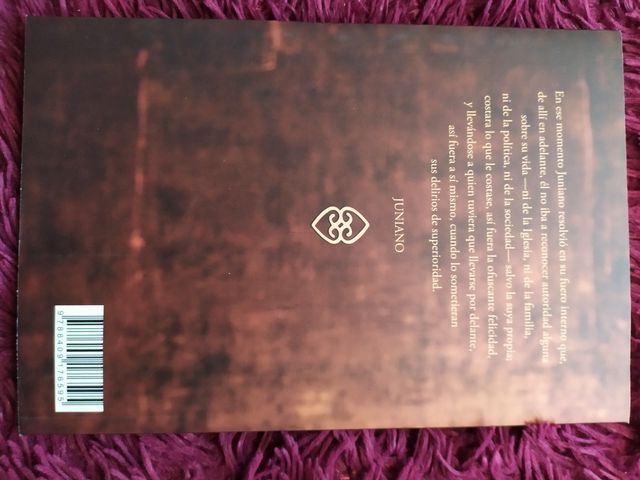 En ese momento Juniano resolvió en su fuero interno que,
de allí en adelante, él no iba a reconocer autoridad alguna
sobre su vida —ni de la Iglesia, ni de la familia,
ni de la política, ni de la sociedad— salvo la suya propia;
costara lo que le costase, así fuera la ofuscante felicidad,
y llevándose a quien tuviera que llevarse por delante,
así fuera a sí mismo, cuando lo sometieran
sus delirios de superioridad.
JUNIANO
9788409178595